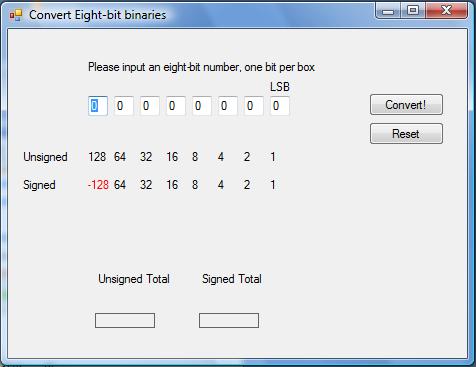 Convert Eight-bit binaries
Please input an eight-bit number, one bit per box
LSB
0 0 0 0 0 0 0 0
Convert!
Reset
Unsigned 128 64 32 16 8 4 2 1
Signed -128 64 32 16 8 4 2 1
Unsigned Total Signed Total